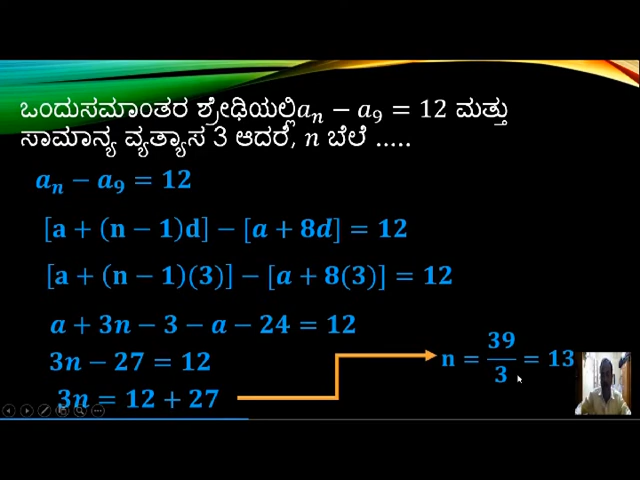 ಒಂದುಸಮಾಂತರ ಶ್ರೇಢಿಯಲ್ಲಿ aₙ − a₉ = 12 ಮತ್ತು
ಸಾಮಾನ್ಯ ವ್ಯತ್ಯಾಸ 3 ಆದರೆ, n ಬೆಲೆ .....
aₙ − a₉ = 12
[a + (n − 1)d] − [a + 8d] = 12
[a + (n − 1)(3)] − [a + 8(3)] = 12
a + 3n − 3 − a − 24 = 12
3n − 27 = 12
3n = 12 + 27
n = 39/3 = 13